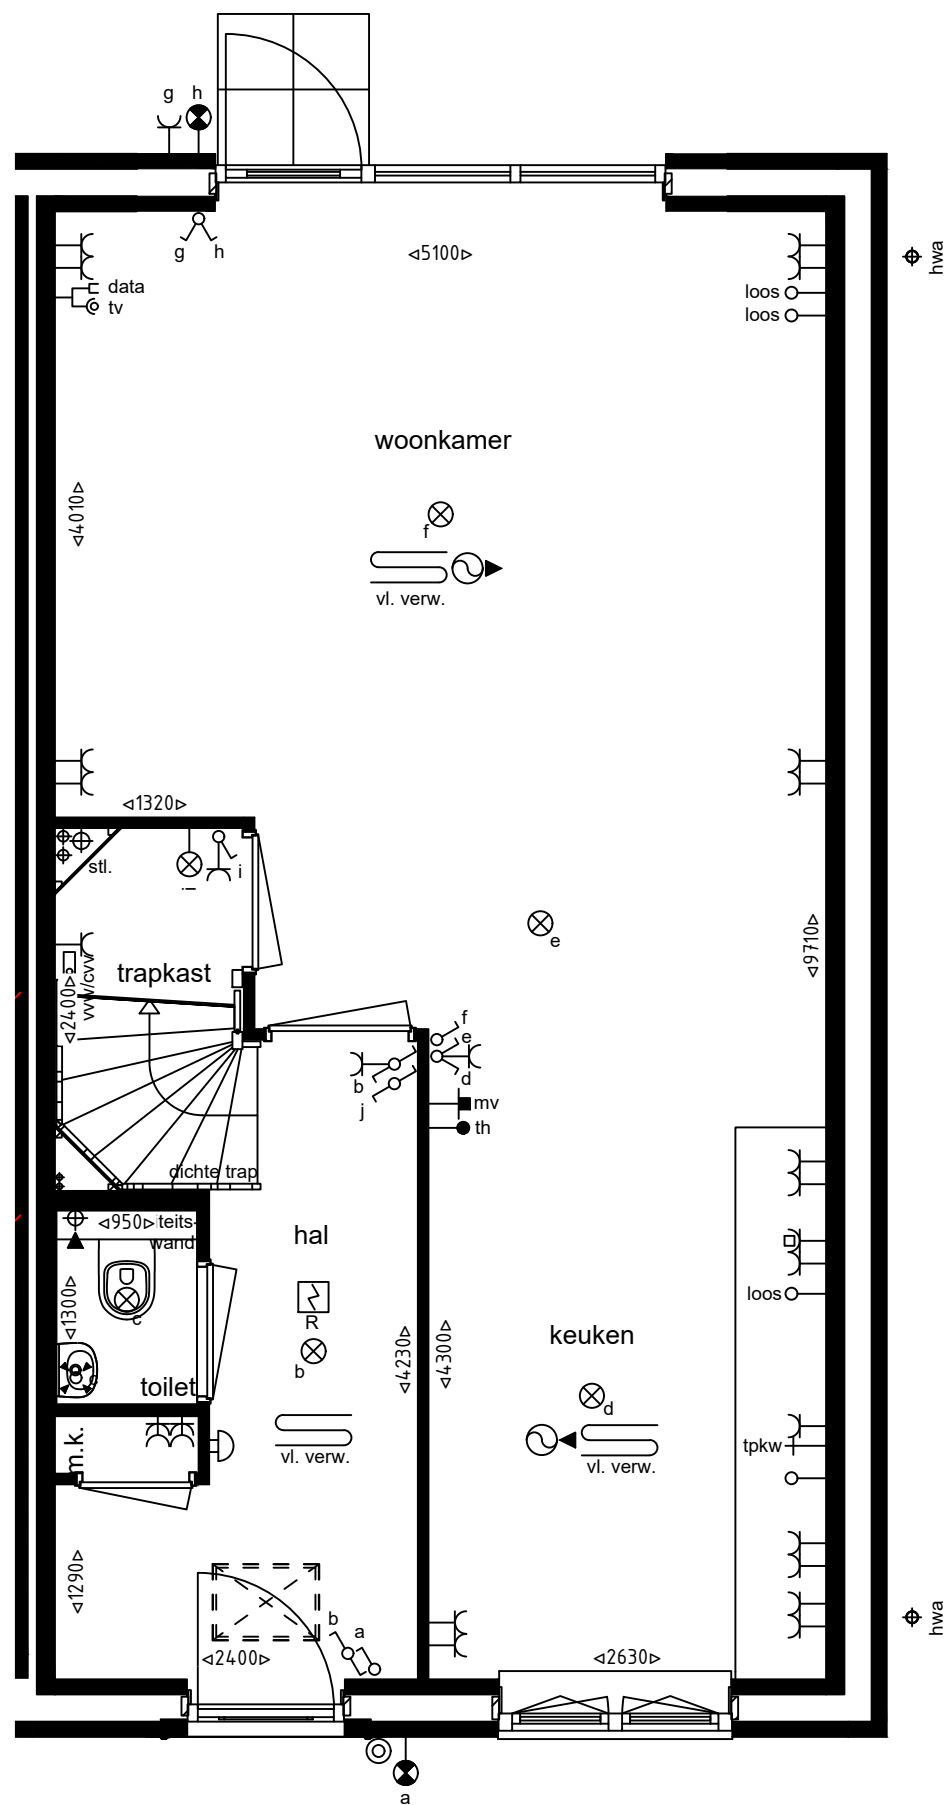 g h
g h
5100
hwa
data
tv
loos
loos
woonkamer
4010
f
vl. verw.
1320
stl.
i
e
9710
trapkast
vvw/cvw
2400
f
e
d
b
j
mv
th
dichte trap
950 teits-
wand
hal
1300
c
R
b
4230
4300
loos
keuken
toilet
d
m.k.
tpkw
vl. verw.
vl. verw.
1290
hwa
b
a
2400
2630
a